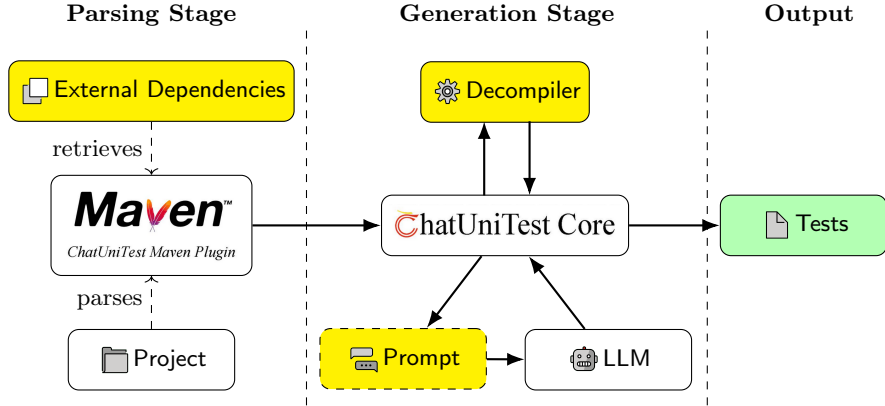 Parsing Stage
Generation Stage
Output
External Dependencies
Decompiler
retrieves
Maven™
ChatUniTest Maven Plugin
ChatUniTest Core
Tests
parses
Project
Prompt
LLM